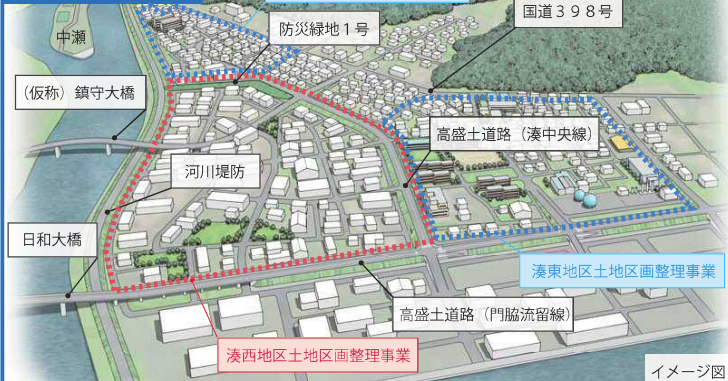 国道３９８号
防災緑地１号
中瀬
（仮称）鎮守大橋
高盛土道路（湊中央線）
河川堤防
日和大橋
湊東地区土地区画整理事業
高盛土道路（門脇流留線）
湊西地区土地区画整理事業
イメージ図